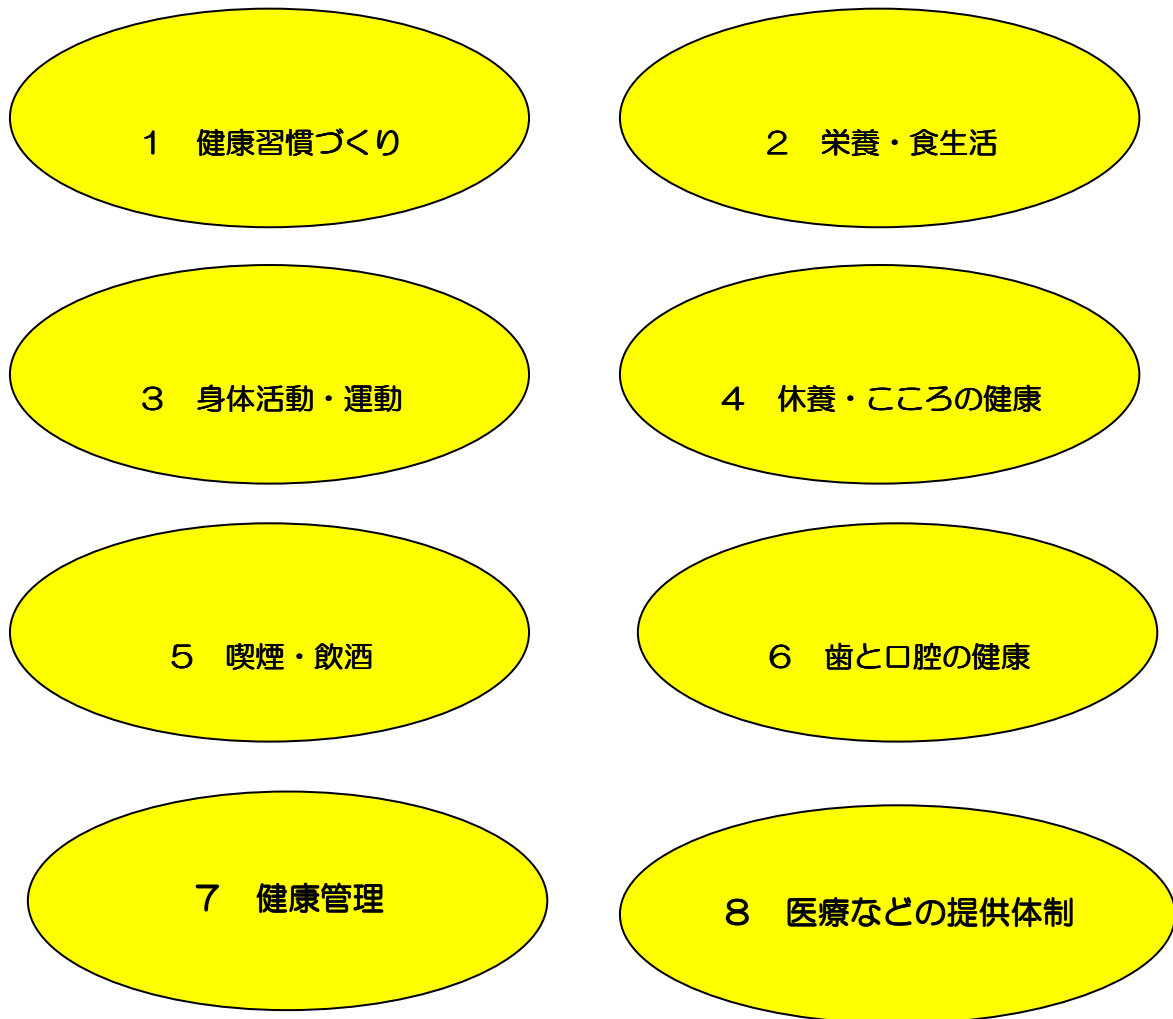 １　健康習慣づくり
２　栄養・食生活
３　身体活動・運動
４　休養・こころの健康
５　喫煙・飲酒
６　歯と口腔の健康
７　健康管理
８　医療などの提供体制